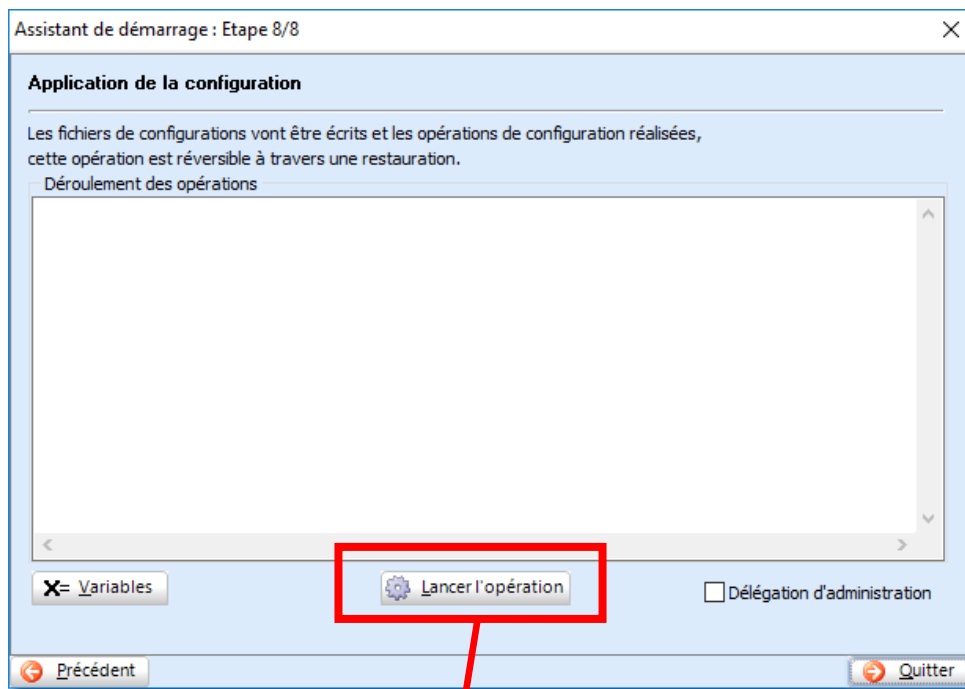 Assistant de démarrage : Etape 8/8
Application de la configuration
Les fichiers de configurations vont être écrits et les opérations de configuration réalisées,
cette opération est réversible à travers une restauration.
Déroulement des opérations
X= Variables
Lancer l'opération
Délégation d'administration
Précédent
Quitter